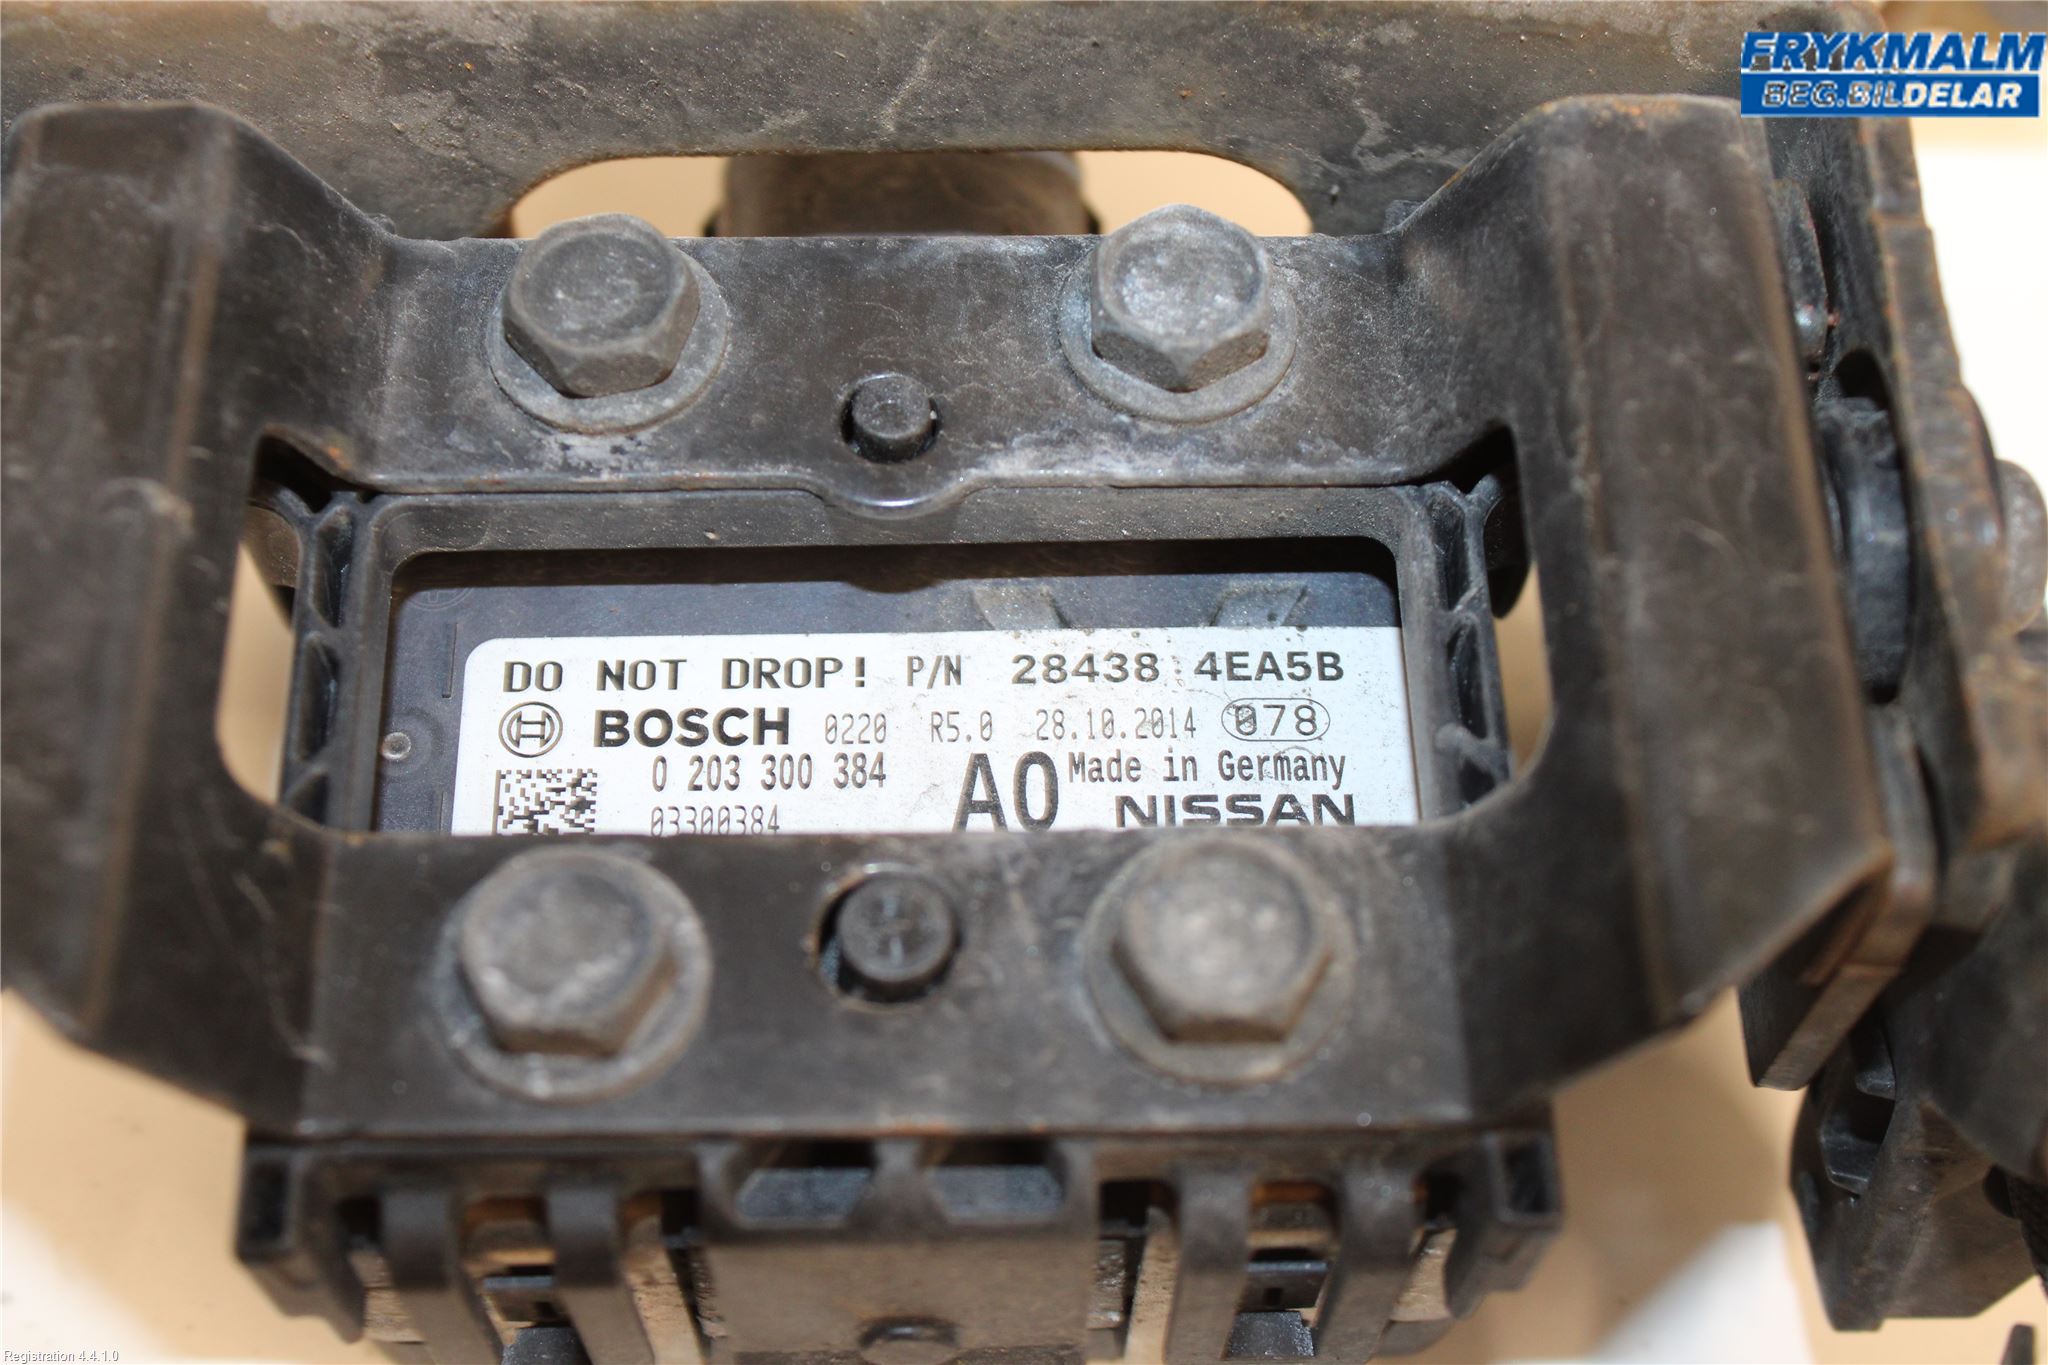 FRYKMALM
BEG.BILDELAR
DO NOT DROP! P/N 28438 4EA5B
BOSCH 0220 R5.0 28.10.2014 078
0 203 300 384 A0 Made in Germany
03300384 NISSAN
Registration 4.4.1.0